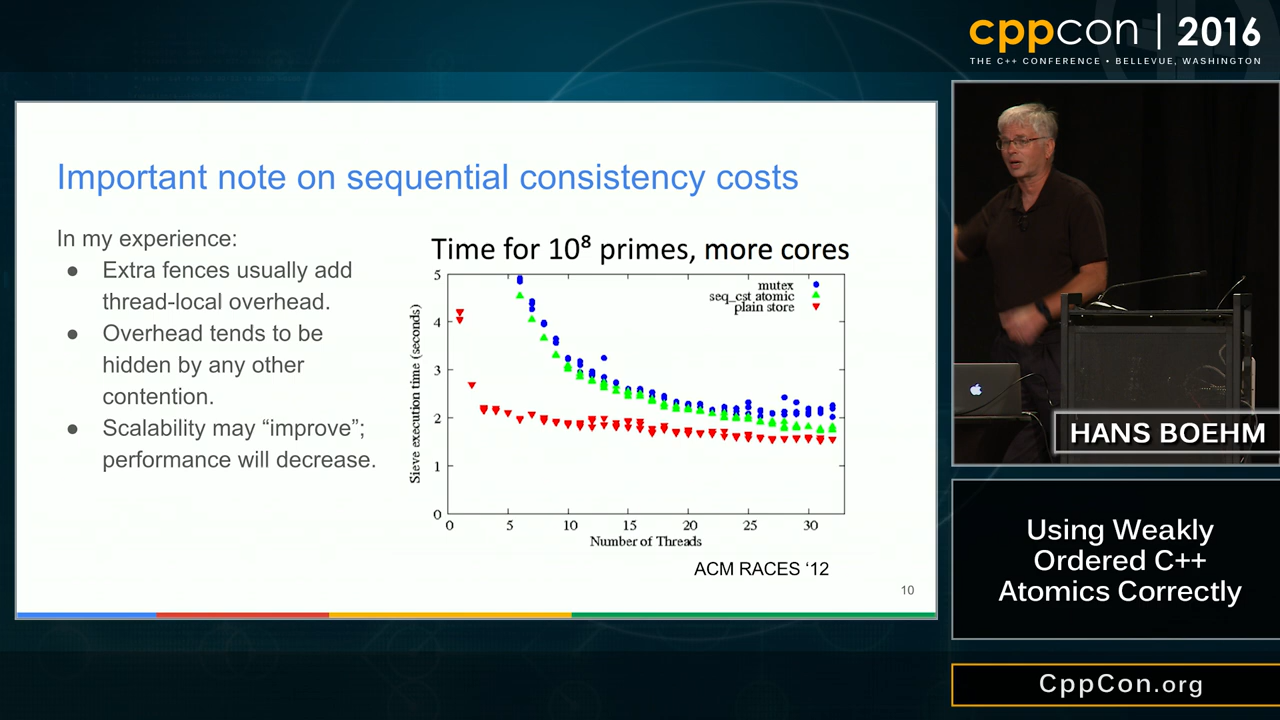 cppcon | 2016
THE C++ CONFERENCE • BELLEVUE, WASHINGTON
Important note on sequential consistency costs
In my experience:
● Extra fences usually add
thread-local overhead.
● Overhead tends to be
hidden by any other
contention.
● Scalability may “improve”;
performance will decrease.
Time for 10⁸ primes, more cores
mutex
seq_cst atomic
plain store
Sieve execution time (seconds)
5
4
3
2
1
0
0 5 10 15 20 25 30
Number of Threads
ACM RACES ‘12
10
HANS BOEHM
Using Weakly
Ordered C++
Atomics Correctly
CppCon.org